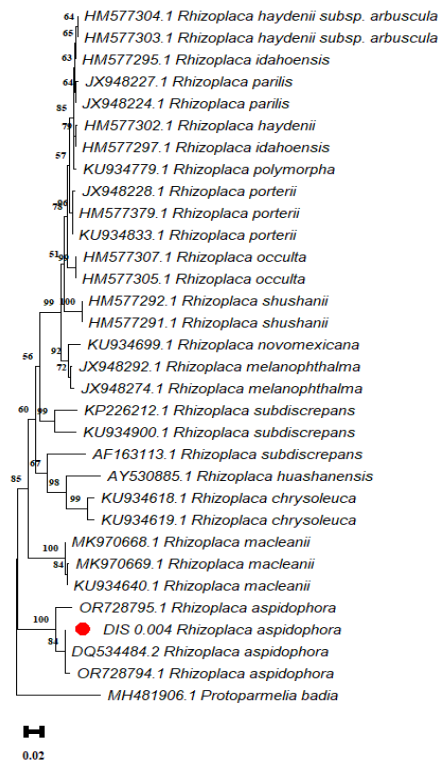 HM577304.1 Rhizoplaca haydenii subsp. arbuscula
64
HM577303.1 Rhizoplaca haydenii subsp. arbuscula
65
HM577295.1 Rhizoplaca idahoensis
63
JX948227.1 Rhizoplaca parilis
64
JX948224.1 Rhizoplaca parilis
85
HM577302.1 Rhizoplaca haydenii
79
HM577297.1 Rhizoplaca idahoensis
57
KU934779.1 Rhizoplaca polymorpha
JX948228.1 Rhizoplaca porterii
96
78
HM577379.1 Rhizoplaca porterii
KU934833.1 Rhizoplaca porterii
51
99
HM577307.1 Rhizoplaca occulta
HM577305.1 Rhizoplaca occulta
99
100
HM577292.1 Rhizoplaca shushanii
HM577291.1 Rhizoplaca shushanii
KU934699.1 Rhizoplaca novomexicana
92
56
72
JX948292.1 Rhizoplaca melanophthalma
JX948274.1 Rhizoplaca melanophthalma
60
99
KP226212.1 Rhizoplaca subdiscrepans
KU934900.1 Rhizoplaca subdiscrepans
AF163113.1 Rhizoplaca subdiscrepans
67
AY530885.1 Rhizoplaca huashanensis
98
85
99
KU934618.1 Rhizoplaca chrysoleuca
KU934619.1 Rhizoplaca chrysoleuca
MK970668.1 Rhizoplaca macleanii
100
84
MK970669.1 Rhizoplaca macleanii
KU934640.1 Rhizoplaca macleanii
OR728795.1 Rhizoplaca aspidophora
100
DIS 0.004 Rhizoplaca aspidophora
84
DQ534484.2 Rhizoplaca aspidophora
OR728794.1 Rhizoplaca aspidophora
MH481906.1 Protoparmelia badia
0.02